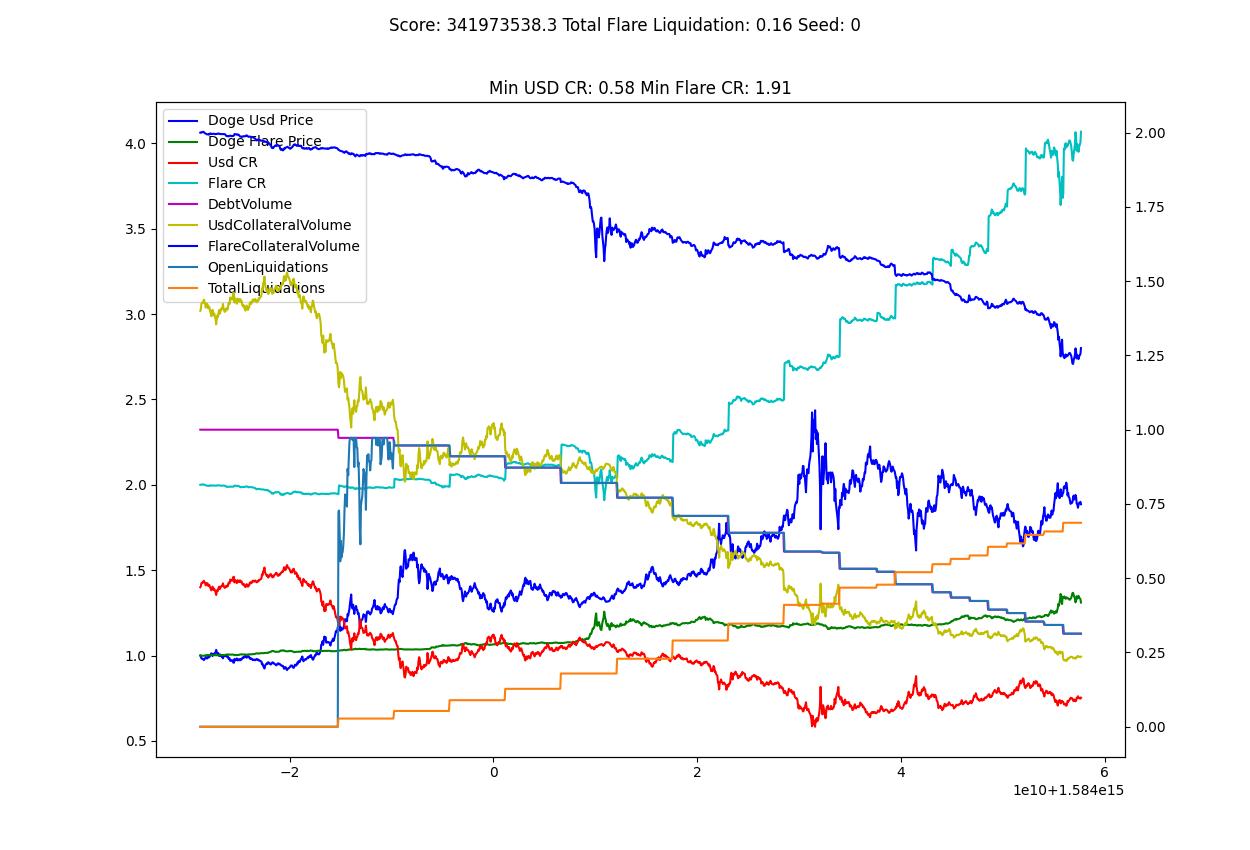 Score: 341973538.3 Total Flare Liquidation: 0.16 Seed: 0
Min USD CR: 0.58 Min Flare CR: 1.91
Doge Usd Price
Doge Flare Price
Usd CR
Flare CR
DebtVolume
UsdCollateralVolume
FlareCollateralVolume
OpenLiquidations
TotalLiquidations
4.0
3.5
3.0
2.5
2.0
1.5
1.0
0.5
2.00
1.75
1.50
1.25
1.00
0.75
0.50
0.25
0.00
−2
0
2
4
6
1e10+1.584e15